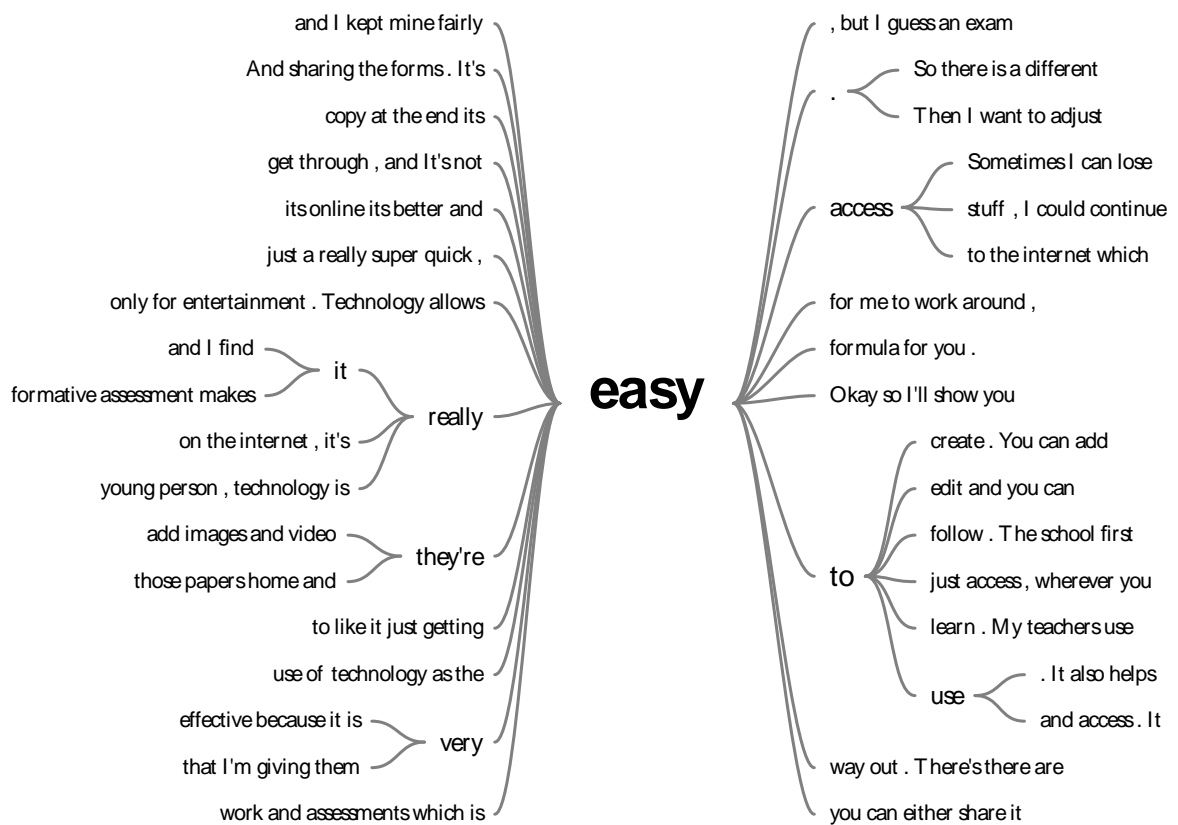 and I kept mine fairly
And sharing the forms . It's
copy at the end its
get through , and It's not
its online its better and
just a really super quick ,
only for entertainment . Technology allows
and I find
it
formative assessment makes
really
on the internet , it's
young person , technology is
add images and video
they're
those papers home and
to like it just getting
use of technology as the
effective because it is
very
that I'm giving them
work and assessments which is
easy
, but I guess an exam
.
So there is a different
Then I want to adjust
access
Sometimes I can lose
stuff , I could continue
to the internet which
for me to work around ,
formula for you .
Okay so I'll show you
to
create . You can add
edit and you can
follow . The school first
just access , wherever you
learn . My teachers use
use
. It also helps
and access . It
way out . There's there are
you can either share it